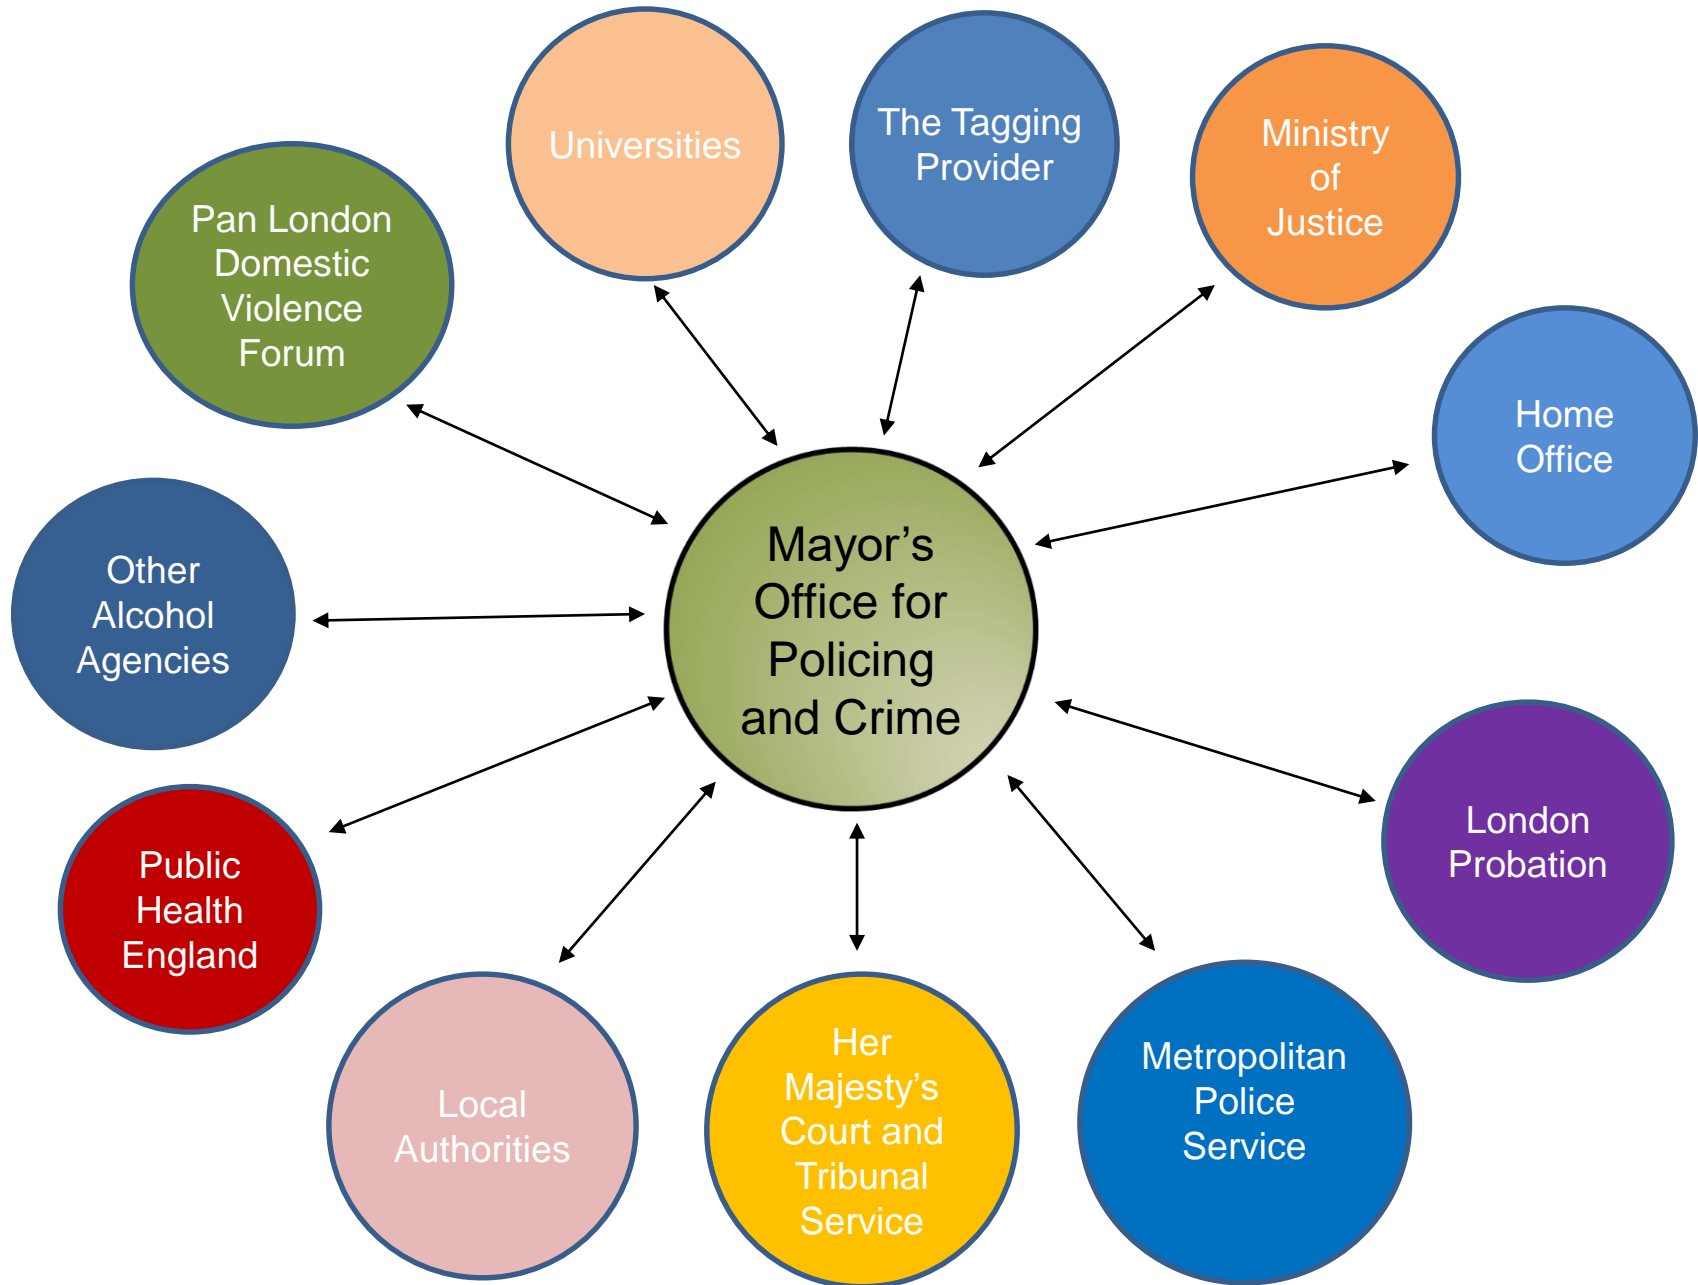 Universities
The Tagging
Provider
Ministry
of
Justice
Pan London
Domestic
Violence
Forum
Home
Office
Mayor’s
Office for
Policing
and Crime
Other
Alcohol
Agencies
London
Probation
Public
Health
England
Local
Authorities
Her
Majesty’s
Court and
Tribunal
Service
Metropolitan
Police
Service